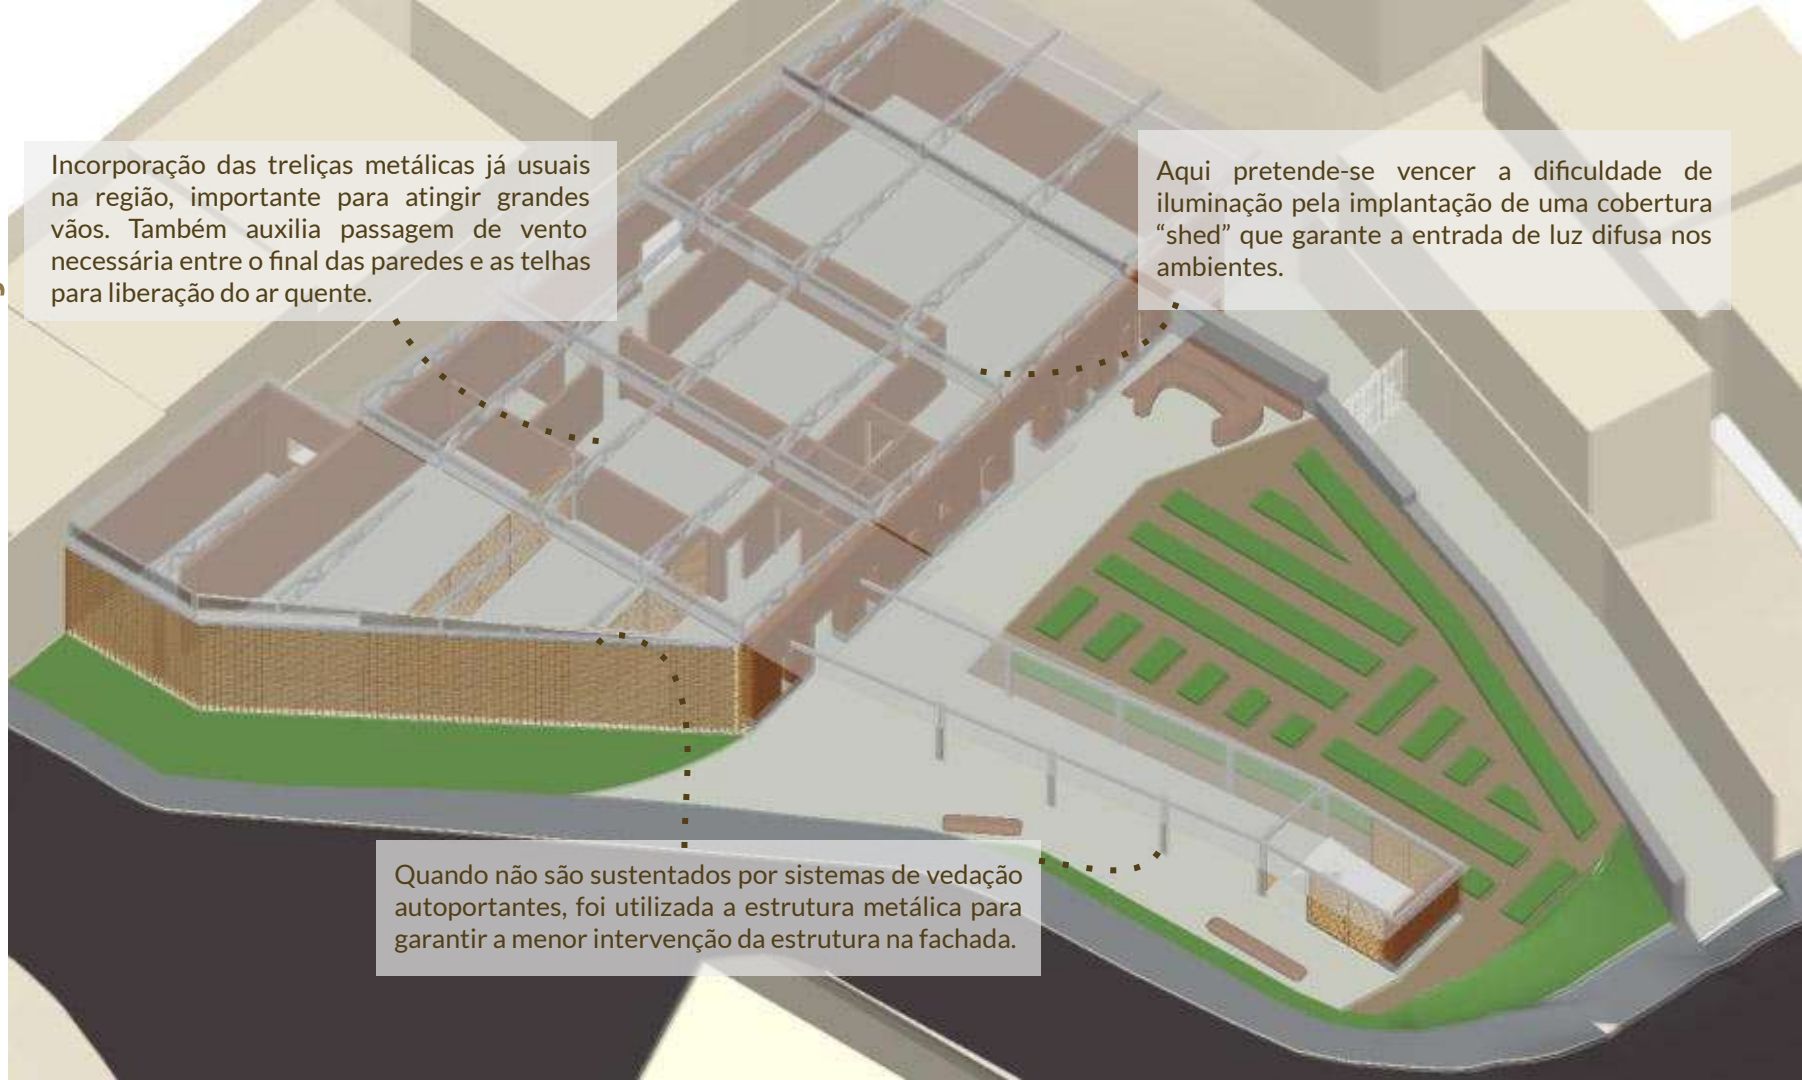 Incorporação das treliças metálicas já usuais
na região, importante para atingir grandes
vãos. Também auxilia passagem de vento
necessária entre o final das paredes e as telhas
para liberação do ar quente.
Aqui pretende-se vencer a dificuldade de
iluminação pela implantação de uma cobertura
“shed” que garante a entrada de luz difusa nos
ambientes.
Quando não são sustentados por sistemas de vedação
autoportantes, foi utilizada a estrutura metálica para
garantir a menor intervenção da estrutura na fachada.